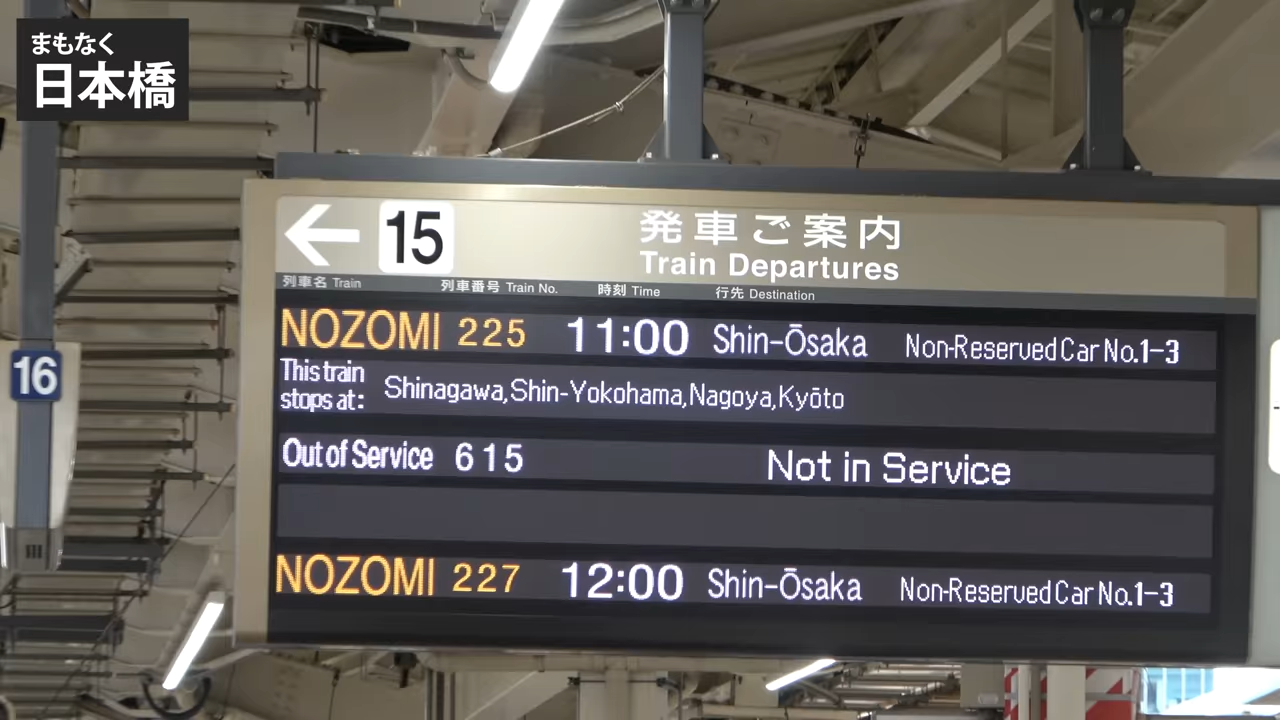 まもなく
日本橋
15
発車ご案内
Train Departures
列車名 Train 列車番号 Train No. 時刻 Time 行先 Destination
NOZOMI 225 11:00 Shin-Ōsaka Non-Reserved Car No.1-3
This train
stops at: Shinagawa,Shin-Yokohama,Nagoya,Kyōto
Out of Service 615 Not in Service
NOZOMI 227 12:00 Shin-Ōsaka Non-Reserved Car No.1-3
16